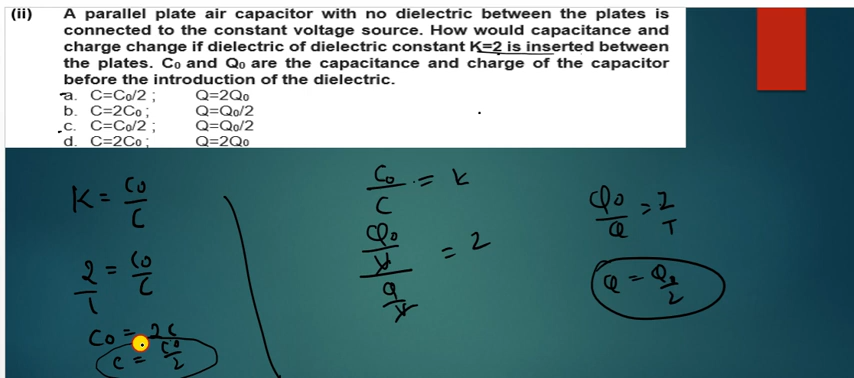 (ii) A parallel plate air capacitor with no dielectric between the plates is
connected to the constant voltage source. How would capacitance and
charge change if dielectric of dielectric constant K=2 is inserted between
the plates. C₀ and Q₀ are the capacitance and charge of the capacitor
before the introduction of the dielectric.
a. C=C₀/2 ; Q=2Q₀
b. C=2C₀ ; Q=Q₀/2
c. C=C₀/2 ; Q=Q₀/2
d. C=2C₀ ; Q=2Q₀
K = C0/C
2/1 = C0/C
C0 = 2C
C = C0/2
C0/C = K
(Q0/V)/(Q/V) = 2
Q0/Q = 2/1
Q = Q0/2